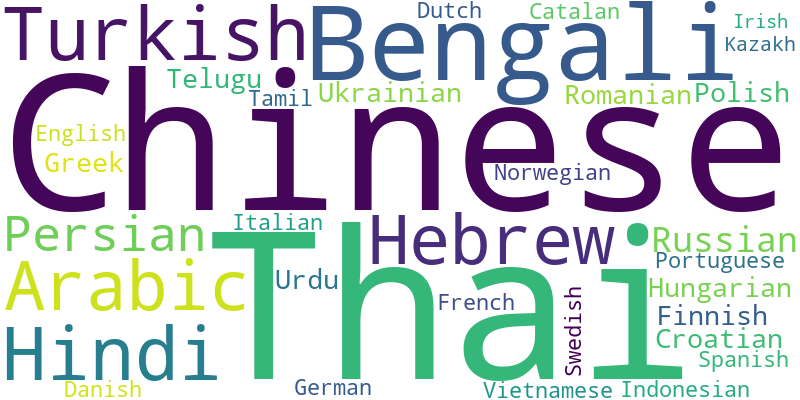 Turkish
Bengali
Dutch
Catalan
Irish
Kazakh
Telugu
Tamil
Ukrainian
Romanian
Polish
Chinese
English
Greek
Norwegian
Persian
Italian
Hebrew
Russian
Arabic
Thai
Urdu
Portuguese
French
Swedish
Hungarian
Hindi
Finnish
Croatian
Spanish
Danish
German
Vietnamese
Indonesian